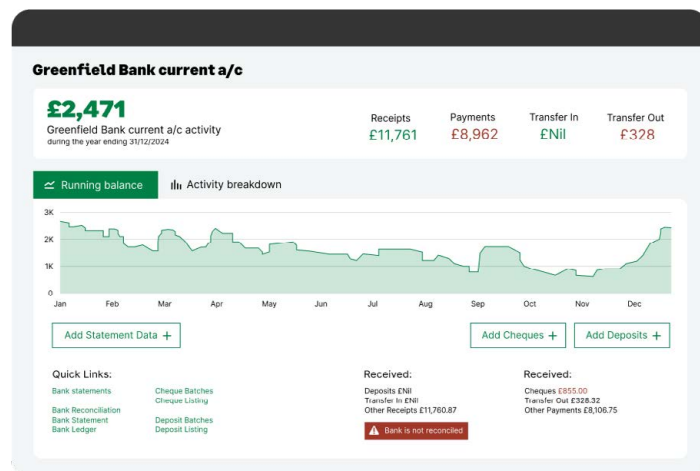 Greenfield Bank current a/c
£2,471
Greenfield Bank current a/c activity
during the year ending 31/12/2024
Receipts
£11,761
Payments
£8,962
Transfer In
£Nil
Transfer Out
£328
Running balance
Activity breakdown
3K
2K
1K
0
Jan Feb Mar Apr May Jun Jul Aug Sep Oct Nov Dec
Add Statement Data +
Add Cheques +
Add Deposits +
Quick Links:
Bank statements
Bank Reconciliation
Bank Statement
Bank Ledger
Cheque Batches
Cheque Listing
Deposit Batches
Deposit Listing
Received:
Deposits £Nil
Transfer In £Nil
Other Receipts £11,760.87
Bank is not reconciled
Received:
Cheques £855.00
Transfer Out £328.32
Other Payments £8,106.75